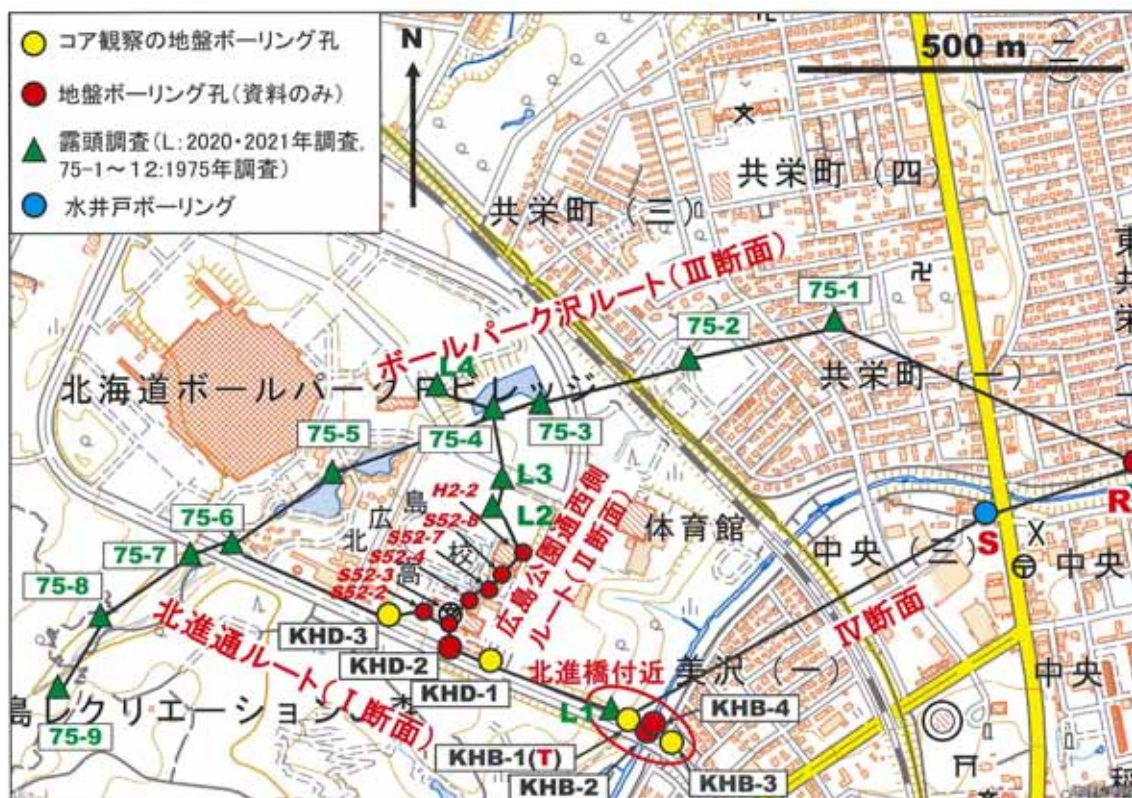 コア観察の地盤ボーリング孔
地盤ボーリング孔(資料のみ)
露頭調査(L:2020・2021年調査,
75-1～12:1975年調査)
水井戸ボーリング
N
500 m
共栄町(四)
共栄町(三)
ボールパーク沢ルート(Ⅲ断面)
75-1
75-2
東共栄
共栄町(一)
L4
北海道ボールパークFビレッジ
75-5
75-4
75-3
75-6
L3
H2-2
L2
S52-8
S52-7
S52-4
S52-3
S52-2
北広島高校
広島公園通西側
ルート(Ⅱ断面)
体育館
R
S
中央(三)
中央
75-7
75-8
75-9
KHD-3
KHD-2
KHD-1
北進通ルート(Ⅰ断面)
Ⅳ断面
北進橋付近
美沢(一)
中央
L1
KHB-4
KHB-1(T)
KHB-2
KHB-3
島レクリエーション
稲